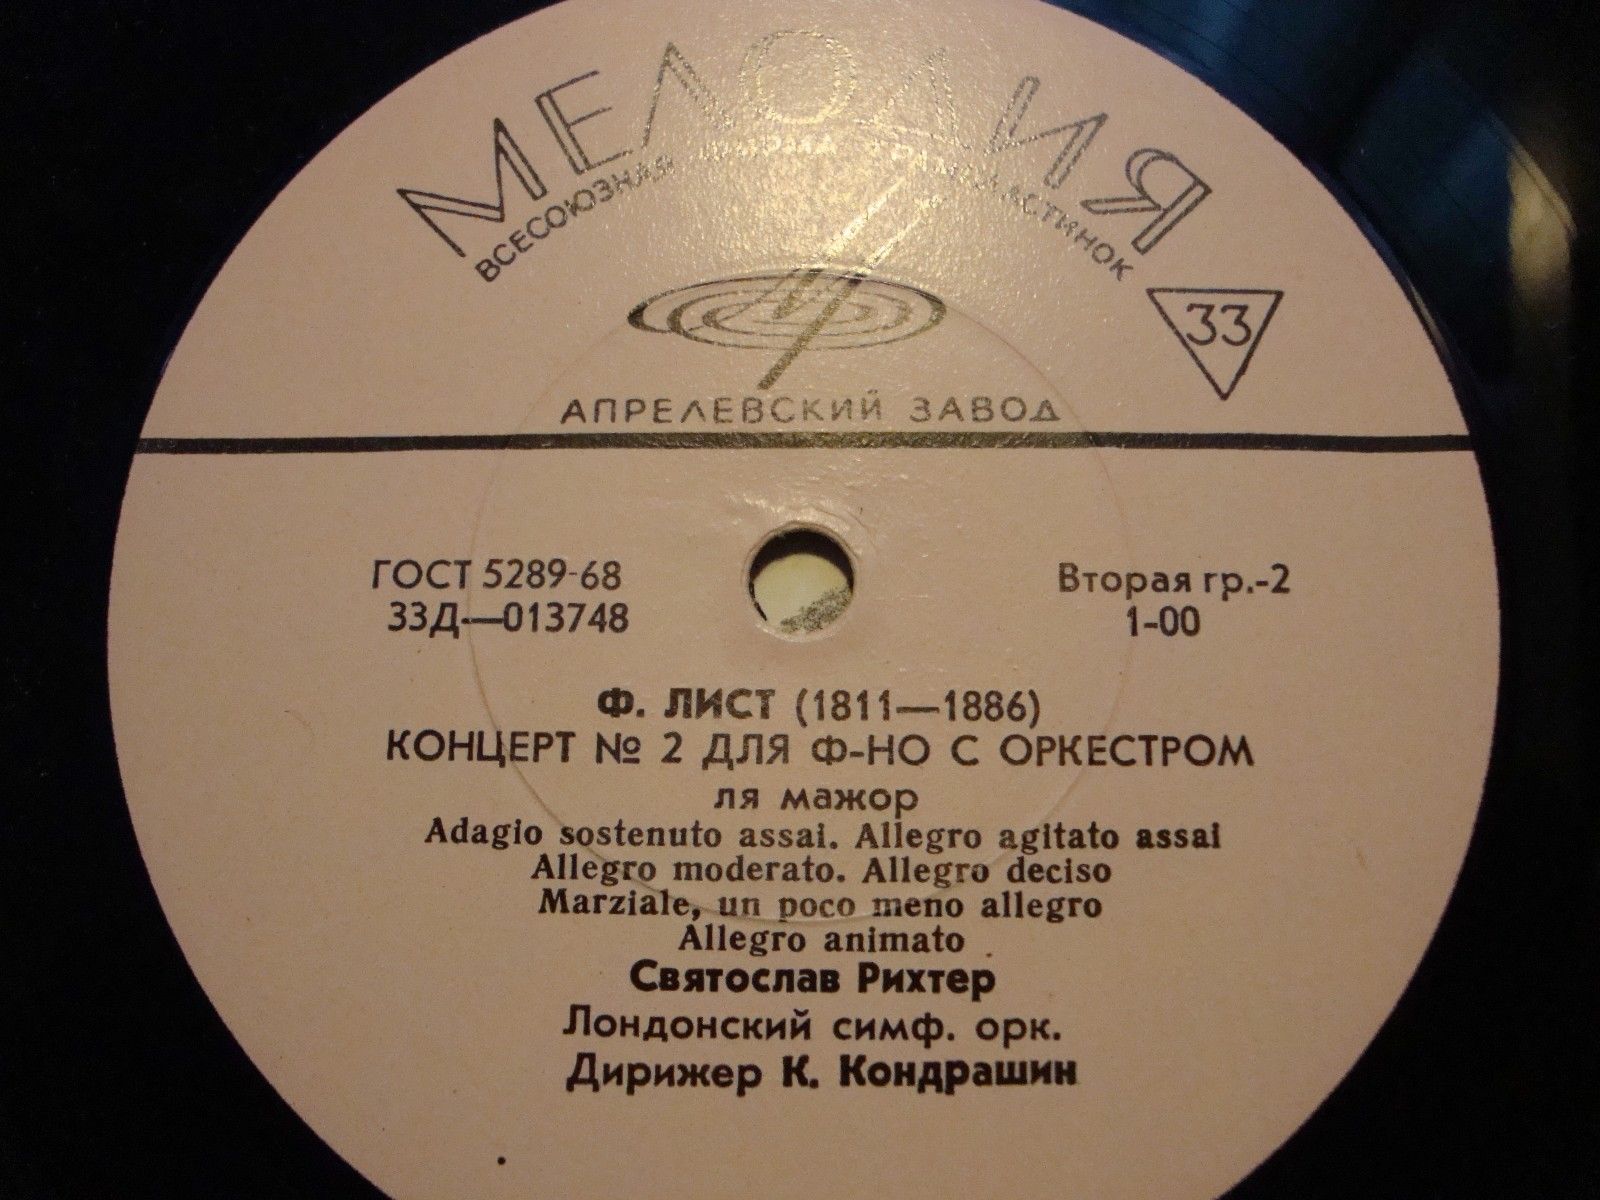 МЕЛОДИЯ
ВСЕСОЮЗНАЯ ФИРМА ГРАМПЛАСТИНОК
33
АПРЕЛЕВСКИЙ ЗАВОД
ГОСТ 5289-68
33Д—013748
Вторая гр.-2
1-00
Ф. ЛИСТ (1811—1886)
КОНЦЕРТ № 2 ДЛЯ Ф-НО С ОРКЕСТРОМ
ля мажор
Adagio sostenuto assai. Allegro agitato assai
Allegro moderato. Allegro deciso
Marziale, un poco meno allegro
Allegro animato
Святослав Рихтер
Лондонский симф. орк.
Дирижер К. Кондрашин